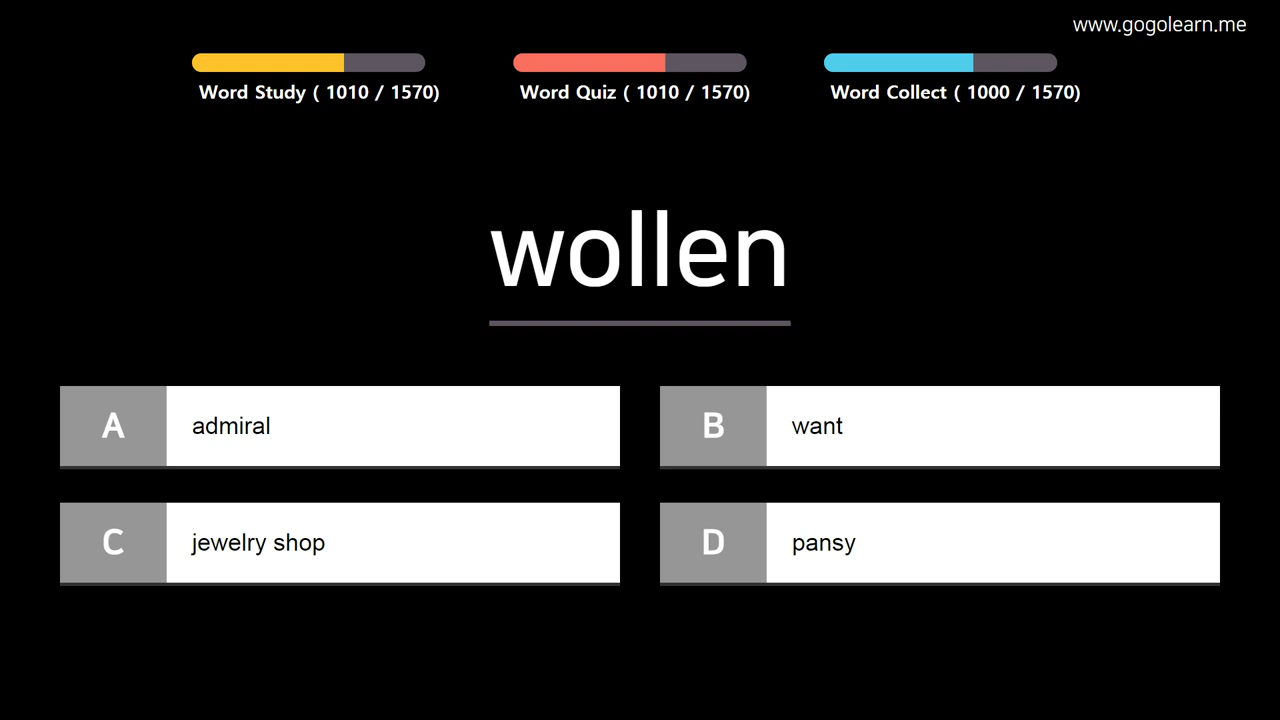 www.gogolearn.me
Word Study ( 1010 / 1570)
Word Quiz ( 1010 / 1570)
Word Collect ( 1000 / 1570)
wollen
A admiral
B want
C jewelry shop
D pansy